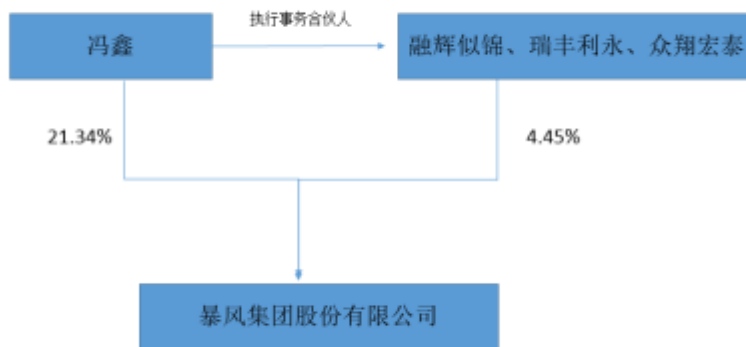 执行事务合伙人
冯鑫
融辉似锦、瑞丰利永、众翔宏泰
21.34%
4.45%
暴风集团股份有限公司